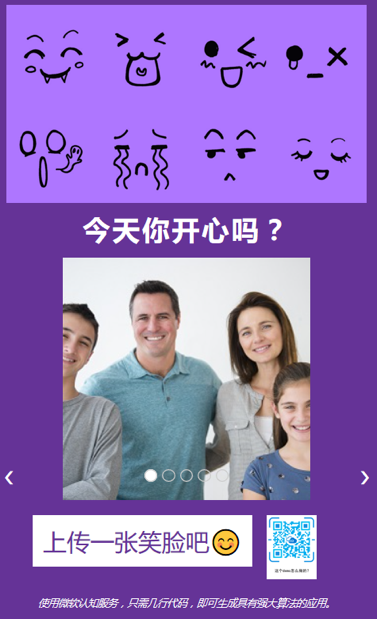 今天你开心吗？
上传一张笑脸吧😊
使用微软认知服务，只需几行代码，即可生成具有强大算法的应用。